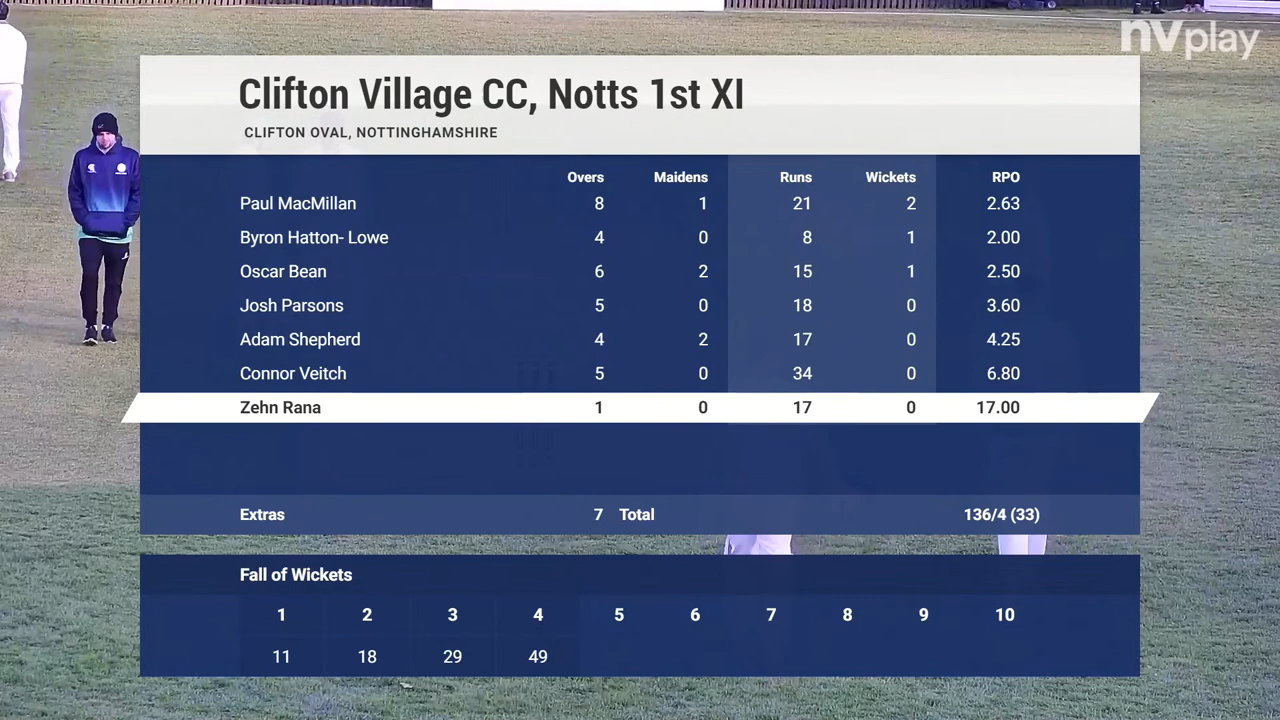 nvplay
Clifton Village CC, Notts 1st XI
CLIFTON OVAL, NOTTINGHAMSHIRE
Overs Maidens Runs Wickets RPO
Paul MacMillan 8 1 21 2 2.63
Byron Hatton- Lowe 4 0 8 1 2.00
Oscar Bean 6 2 15 1 2.50
Josh Parsons 5 0 18 0 3.60
Adam Shepherd 4 2 17 0 4.25
Connor Veitch 5 0 34 0 6.80
Zehn Rana 1 0 17 0 17.00
Extras 7 Total 136/4 (33)
Fall of Wickets
1 2 3 4 5 6 7 8 9 10
11 18 29 49